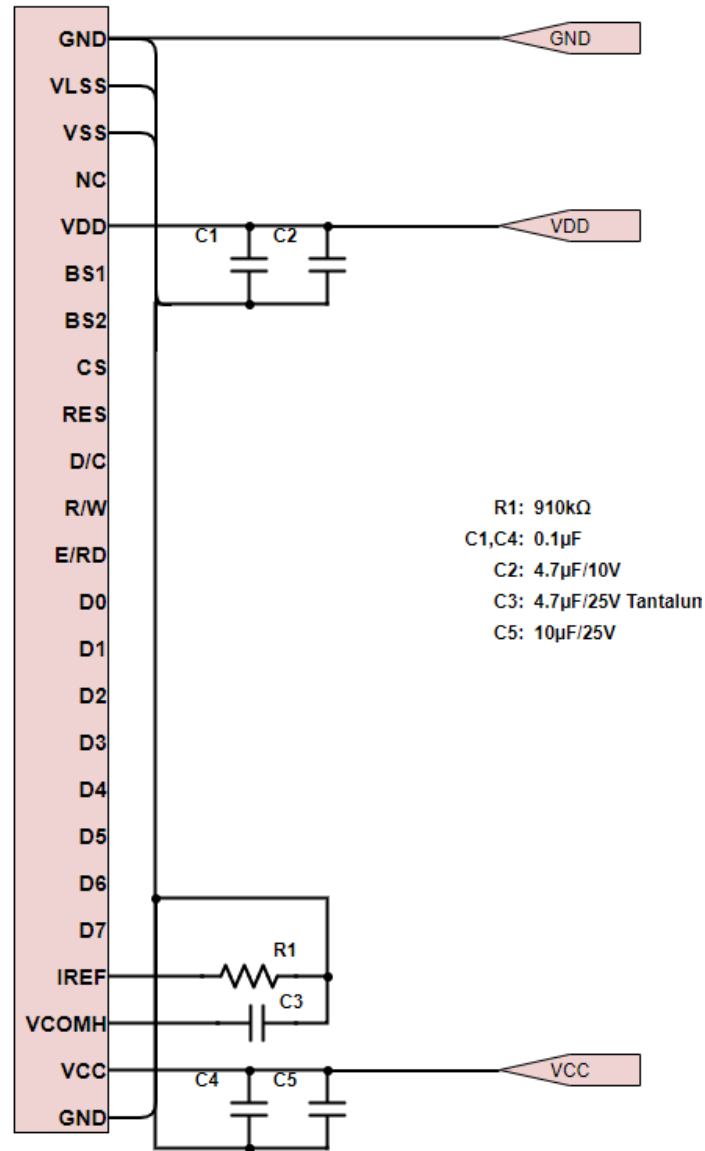 GND
GND
VLSS
VSS
NC
VDD
C1
C2
VDD
BS1
BS2
CS
RES
D/C
R/W
E/RD
R1: 910kΩ
C1,C4: 0.1µF
C2: 4.7µF/10V
C3: 4.7µF/25V Tantalum
C5: 10µF/25V
D0
D1
D2
D3
D4
D5
D6
D7
R1
IREF
C3
VCOMH
VCC
C4
C5
VCC
GND